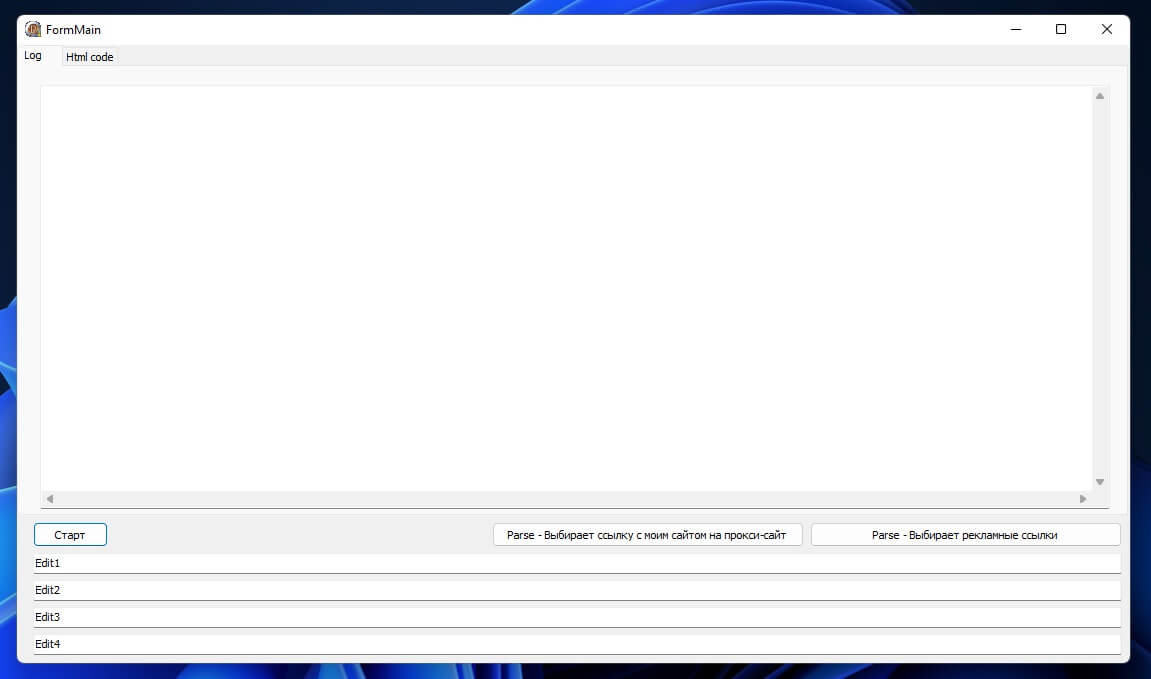 FormMain
Log
Html code
Старт
Parse - Выбирает ссылку с моим сайтом на прокси-сайт
Parse - Выбирает рекламные ссылки
Edit1
Edit2
Edit3
Edit4